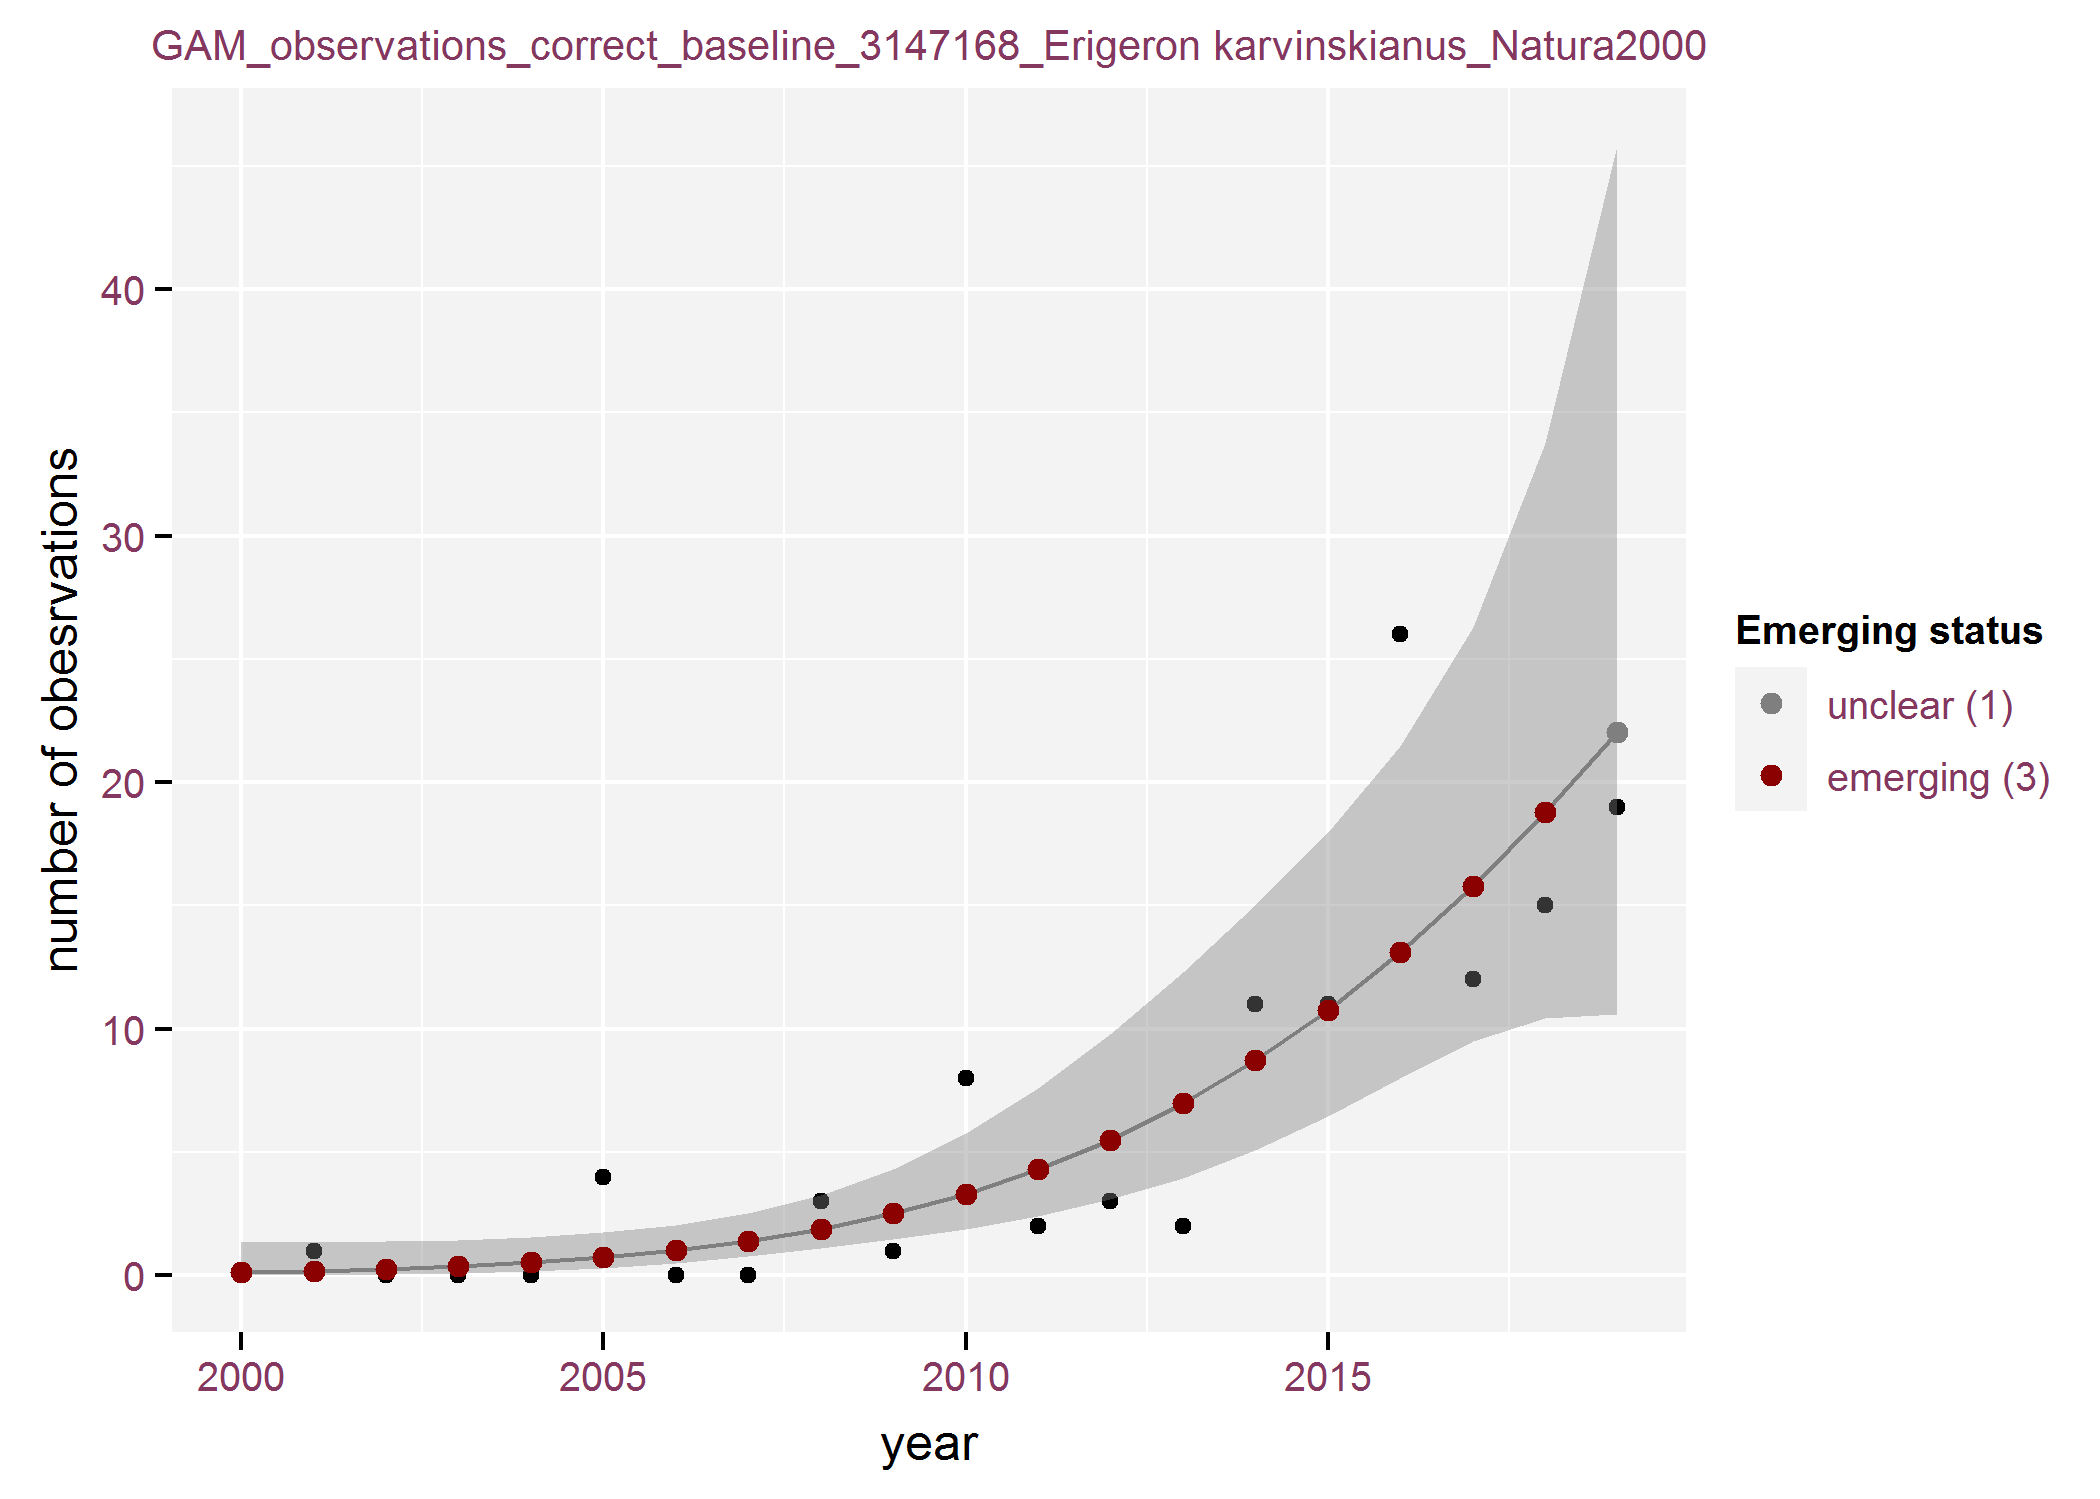 GAM_observations_correct_baseline_3147168_Erigeron karvinskianus_Natura2000
number of obesrvations
40
30
20
10
0
2000
2005
2010
2015
year
Emerging status
unclear (1)
emerging (3)